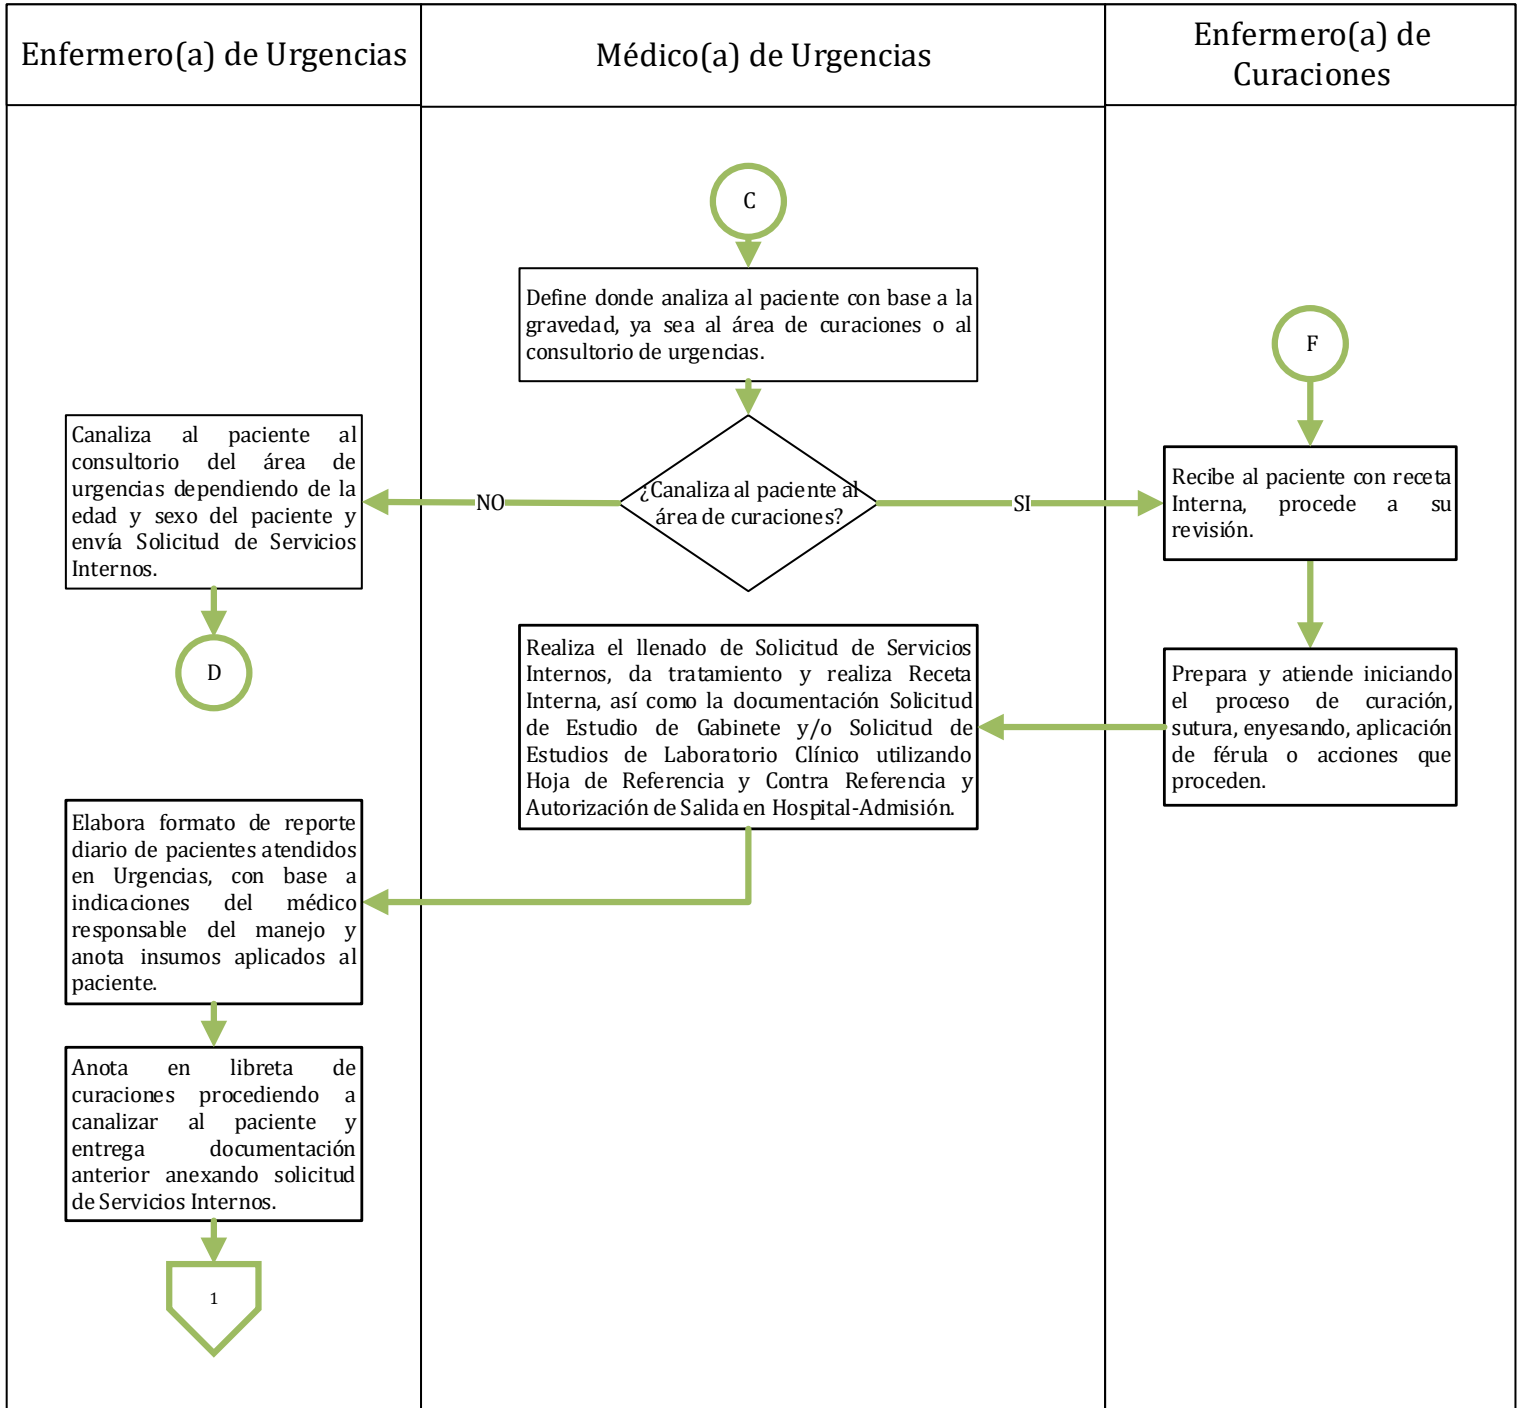 Enfermero(a) de Urgencias
Médico(a) de Urgencias
Enfermero(a) de
Curaciones
C
Define donde analiza al paciente con base a la
gravedad, ya sea al área de curaciones o al
consultorio de urgencias.
F
Canaliza al paciente al
consultorio del área de
urgencias dependiendo de la
edad y sexo del paciente y
envía Solicitud de Servicios
Internos.
NO
¿Canaliza al paciente al
área de curaciones?
SI
Recibe al paciente con receta
Interna, procede a su
revisión.
D
Realiza el llenado de Solicitud de Servicios
Internos, da tratamiento y realiza Receta
Interna, así como la documentación Solicitud
de Estudio de Gabinete y/o Solicitud de
Estudios de Laboratorio Clínico utilizando
Hoja de Referencia y Contra Referencia y
Autorización de Salida en Hospital-Admisión.
Prepara y atiende iniciando
el proceso de curación,
sutura, enyesando, aplicación
de férula o acciones que
proceden.
Elabora formato de reporte
diario de pacientes atendidos
en Urgencias, con base a
indicaciones del médico
responsable del manejo y
anota insumos aplicados al
paciente.
Anota en libreta de
curaciones procediendo a
canalizar al paciente y
entrega documentación
anterior anexando solicitud
de Servicios Internos.
1